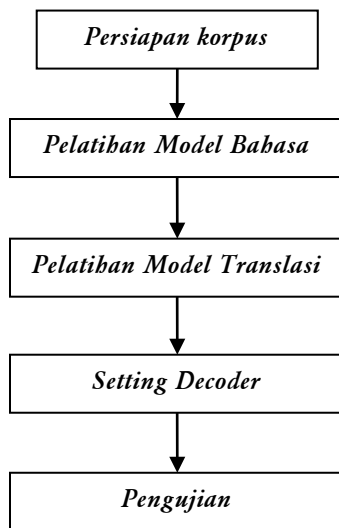 Persiapan korpus
Pelatihan Model Bahasa
Pelatihan Model Translasi
Setting Decoder
Pengujian